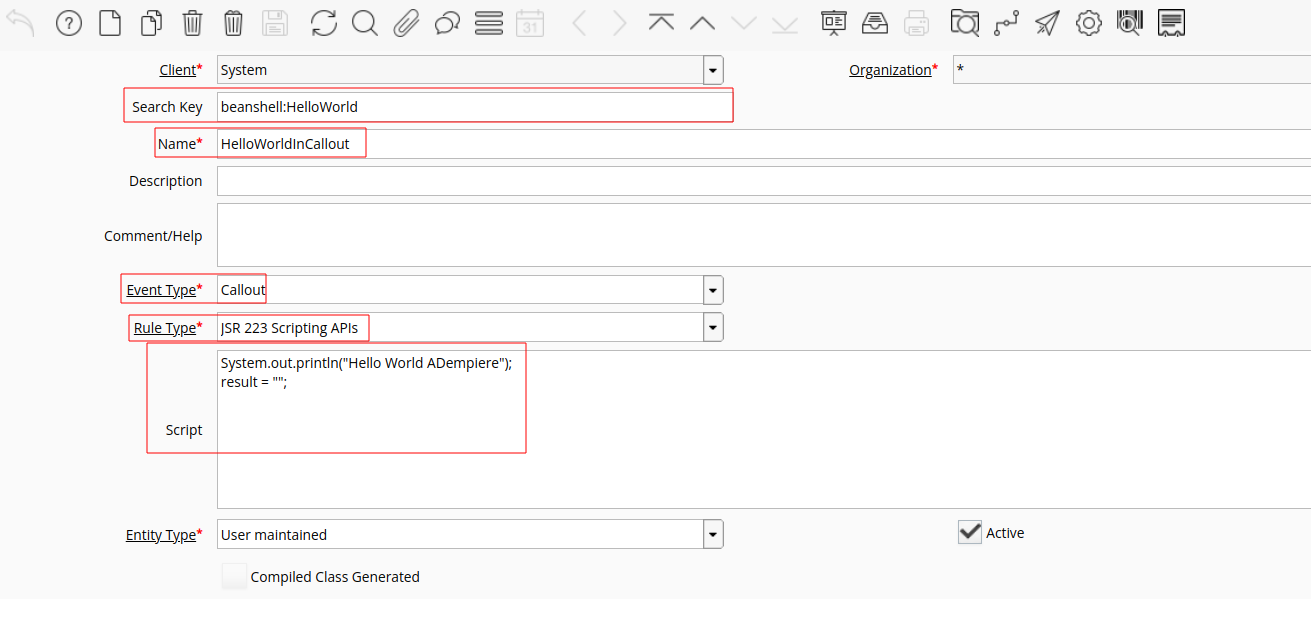 ?
31
Client* System Organization* *
Search Key beanshell:HelloWorld
Name* HelloWorldInCallout
Description
Comment/Help
Event Type* Callout
Rule Type* JSR 223 Scripting APIs
System.out.println("Hello World ADempiere");
result = "";
Script
Entity Type* User maintained Active
Compiled Class Generated